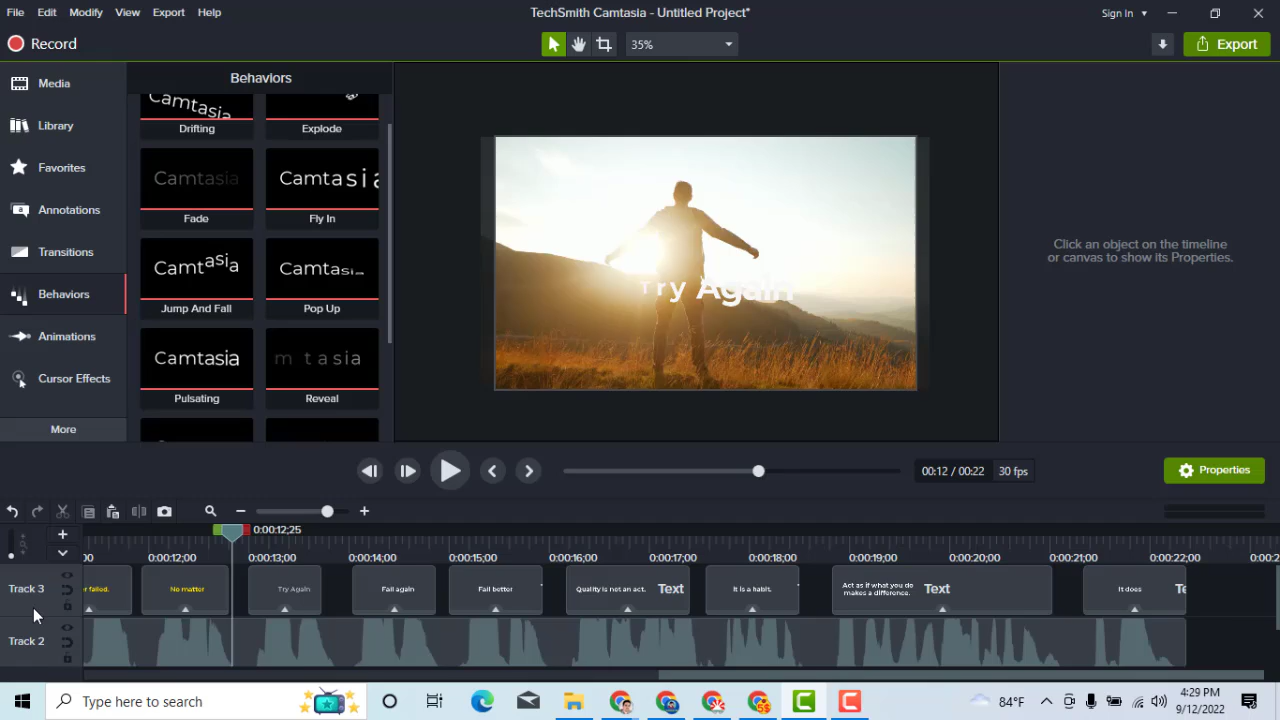 File Edit Modify View Export Help
TechSmith Camtasia - Untitled Project*
Sign In
Record
35%
Export
Media
Library
Favorites
Annotations
Transitions
Behaviors
Animations
Cursor Effects
More
Behaviors
Camtasia
Drifting
Explode
Camtasia
Fade
Camtasia
Fly In
Camtasia
Jump And Fall
Camtasia
Pop Up
Camtasia
Pulsating
m t a s i a
Reveal
Try Again
Click an object on the timeline
or canvas to show its Properties.
00:12 / 00:22 30 fps
Properties
0:00:12;25
0:00:12;00 0:00:13;00 0:00:14;00 0:00:15;00 0:00:16;00 0:00:17;00 0:00:18;00 0:00:19;00 0:00:20;00 0:00:21;00 0:00:22;00
Track 3
r failed.
No matter
Try Again
Fail again
Fail better
Quality is not an act.
Text
It is a habit.
Act as if what you do
makes a difference.
Text
It does
Te
Track 2
Type here to search
84°F
4:29 PM
9/12/2022